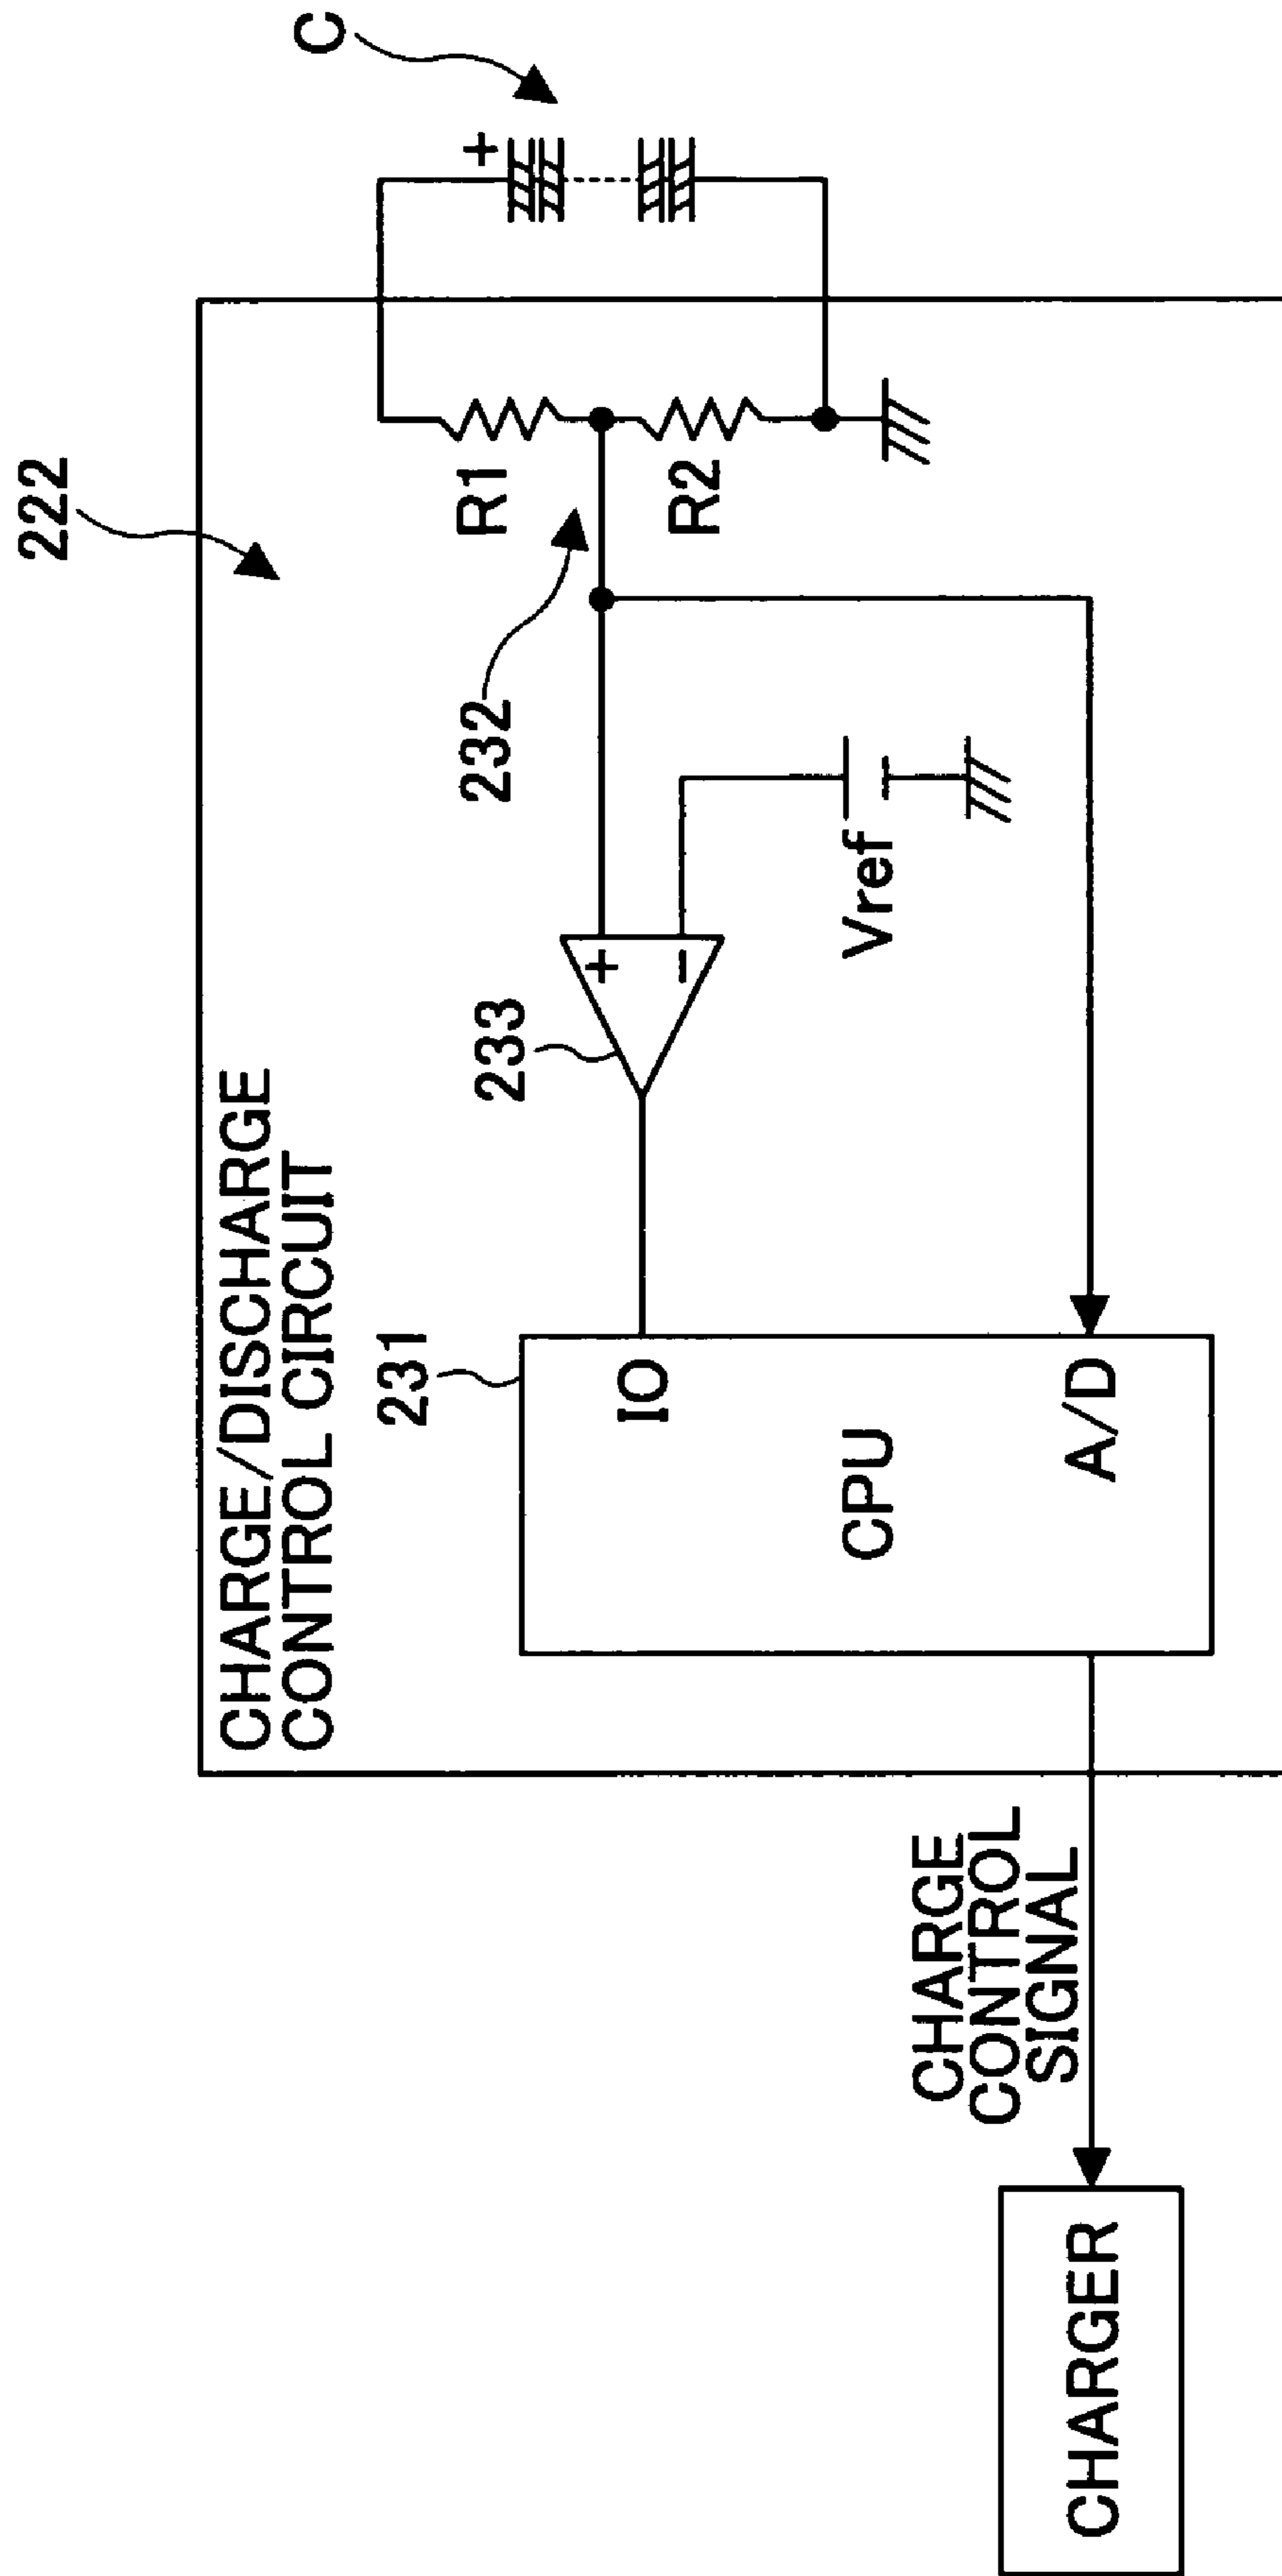 222
C
CHARGE/DISCHARGE
CONTROL CIRCUIT
+
R1
232
R2
233
+
-
Vref
231
IO
CPU
A/D
CHARGE
CONTROL
SIGNAL
CHARGER